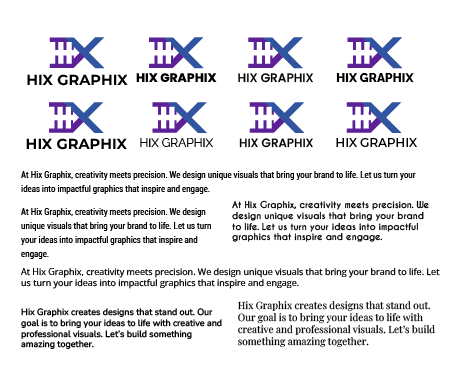 HIX GRAPHIX HIX GRAPHIX HIX GRAPHIX HIX GRAPHIX
HIX GRAPHIX HIX GRAPHIX HIX GRAPHIX HIX GRAPHIX
At Hix Graphix, creativity meets precision. We design unique visuals that bring your brand to life. Let us turn your
ideas into impactful graphics that inspire and engage.
At Hix Graphix, creativity meets precision. We design
unique visuals that bring your brand to life. Let us turn
your ideas into impactful graphics that inspire and
engage.
At Hix Graphix, creativity meets precision. We
design unique visuals that bring your brand
to life. Let us turn your ideas into impactful
graphics that inspire and engage.
At Hix Graphix, creativity meets precision. We design unique visuals that bring your brand to life. Let
us turn your ideas into impactful graphics that inspire and engage.
Hix Graphix creates designs that stand out. Our
goal is to bring your ideas to life with creative and
professional visuals. Let's build something
amazing together.
Hix Graphix creates designs that stand out.
Our goal is to bring your ideas to life with
creative and professional visuals. Let's build
something amazing together.